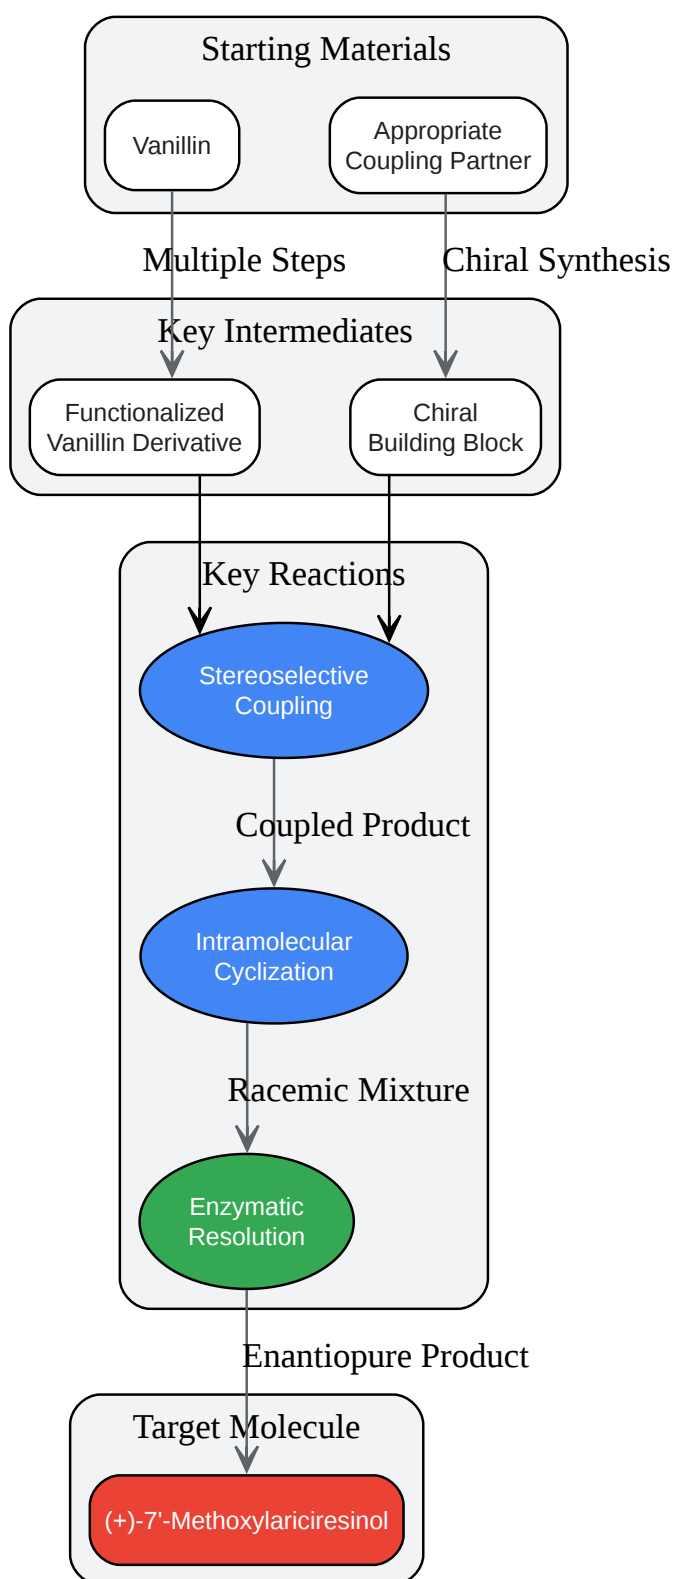 Starting Materials
Vanillin
Appropriate
Coupling Partner
Multiple Steps
Chiral Synthesis
Key Intermediates
Functionalized
Vanillin Derivative
Chiral
Building Block
Key Reactions
Stereoselective
Coupling
Coupled Product
Intramolecular
Cyclization
Racemic Mixture
Enzymatic
Resolution
Enantiopure Product
Target Molecule
(+)-7'-Methoxylariciresinol